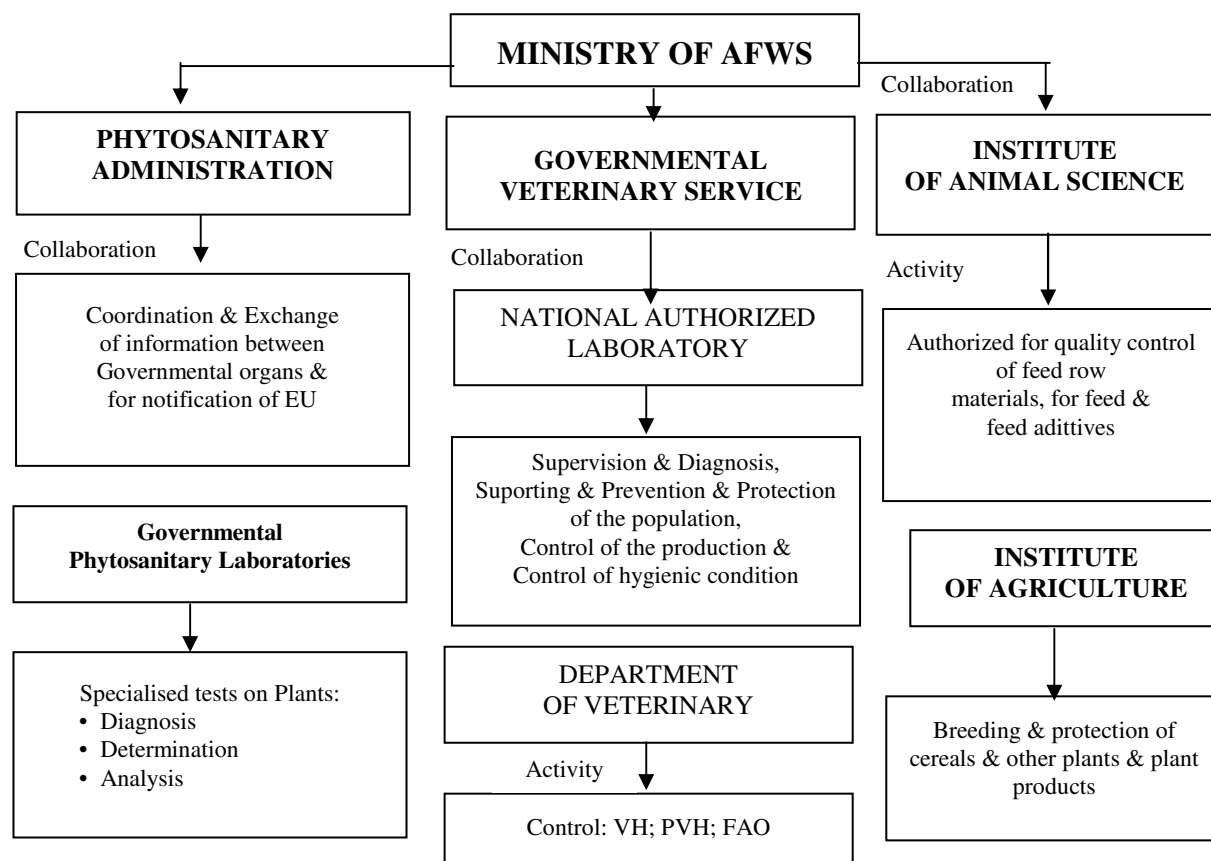 MINISTRY OF AFWS
Collaboration
PHYTOSANITARY
ADMINISTRATION
Collaboration
Coordination & Exchange
of information between
Governmental organs &
for notification of EU
Governmental
Phytosanitary Laboratories
Specialised tests on Plants:
• Diagnosis
• Determination
• Analysis
GOVERNMENTAL
VETERINARY SERVICE
Collaboration
NATIONAL AUTHORIZED
LABORATORY
Supervision & Diagnosis,
Suporting & Prevention & Protection
of the population,
Control of the production &
Control of hygienic condition
DEPARTMENT
OF VETERINARY
Activity
Control: VH; PVH; FAO
INSTITUTE
OF ANIMAL SCIENCE
Activity
Authorized for quality control
of feed row
materials, for feed &
feed adittives
INSTITUTE
OF AGRICULTURE
Breeding & protection of
cereals & other plants & plant
products